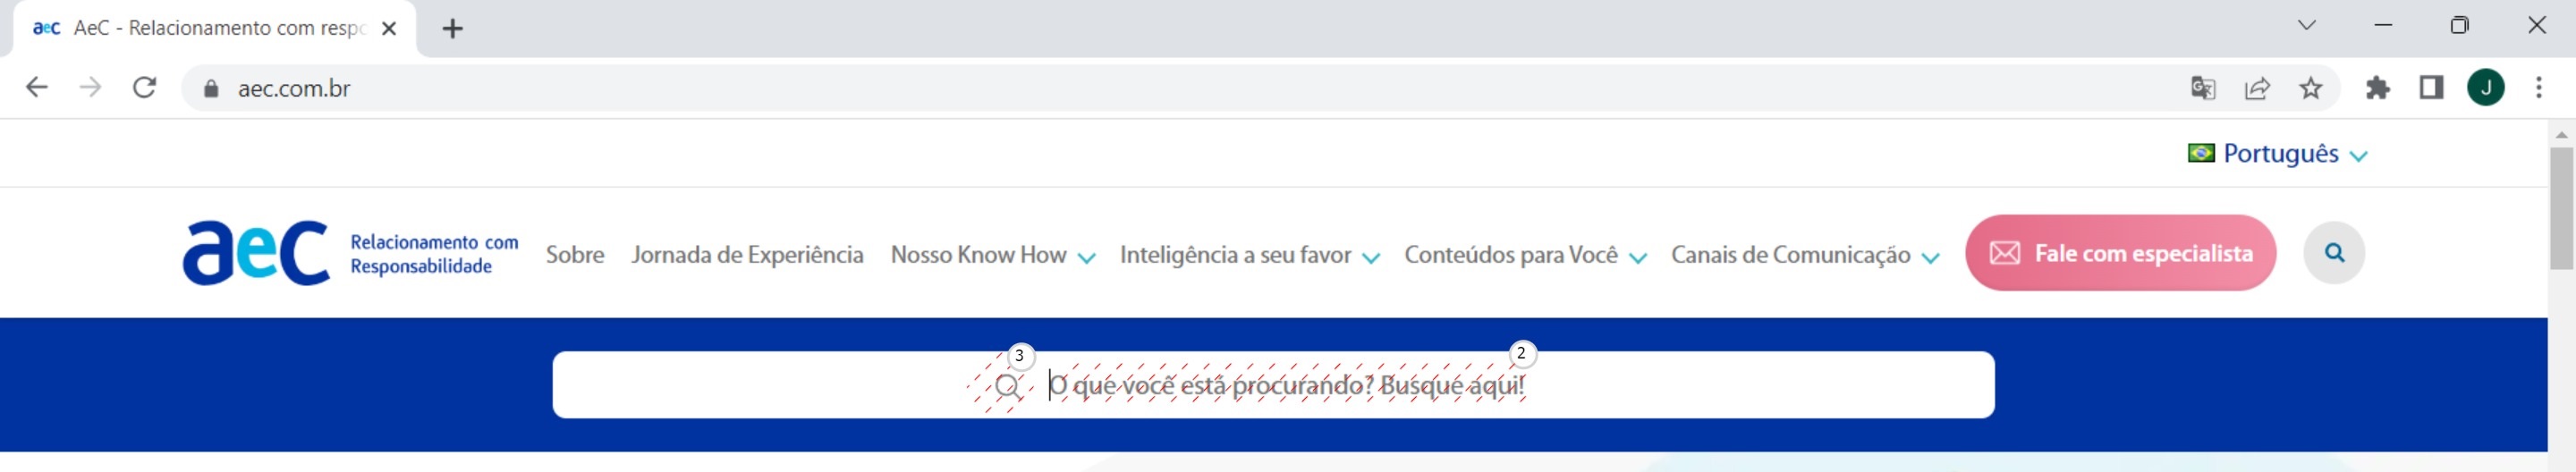 aeC AeC - Relacionamento com respo
aec.com.br
J
Português
aeC Relacionamento com Responsabilidade
Sobre Jornada de Experiência Nosso Know How Inteligência a seu favor Conteúdos para Você Canais de Comunicação Fale com especialista
3 2
O que você está procurando? Busque aqui!